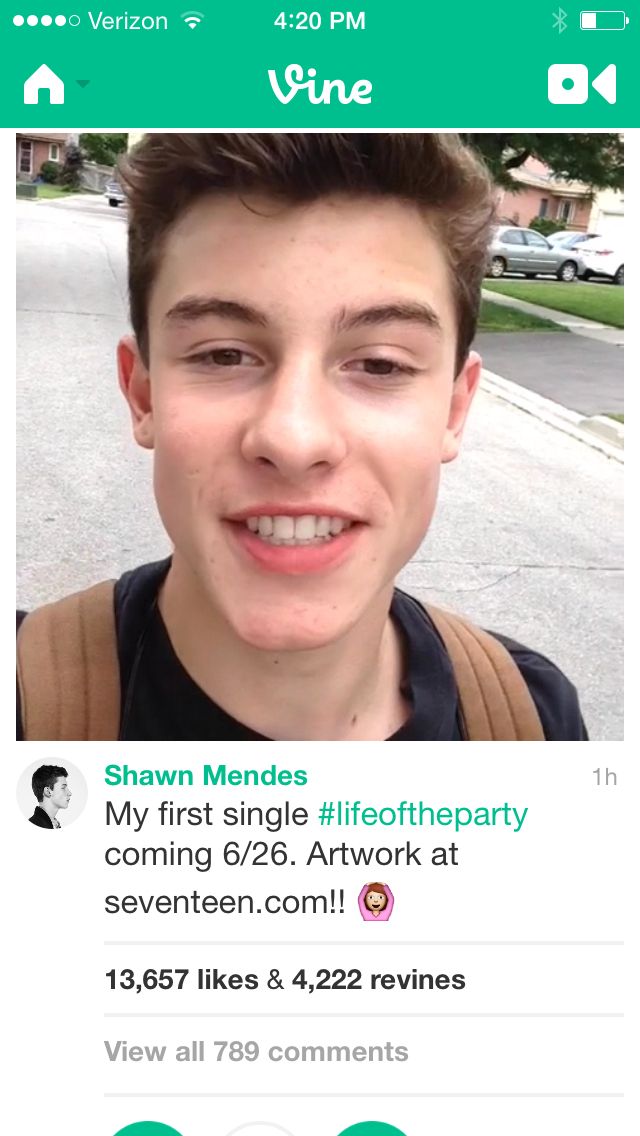 Verizon 4:20 PM
Vine
Shawn Mendes 1h
My first single #lifeoftheparty
coming 6/26. Artwork at
seventeen.com!! 🙆
13,657 likes & 4,222 revines
View all 789 comments